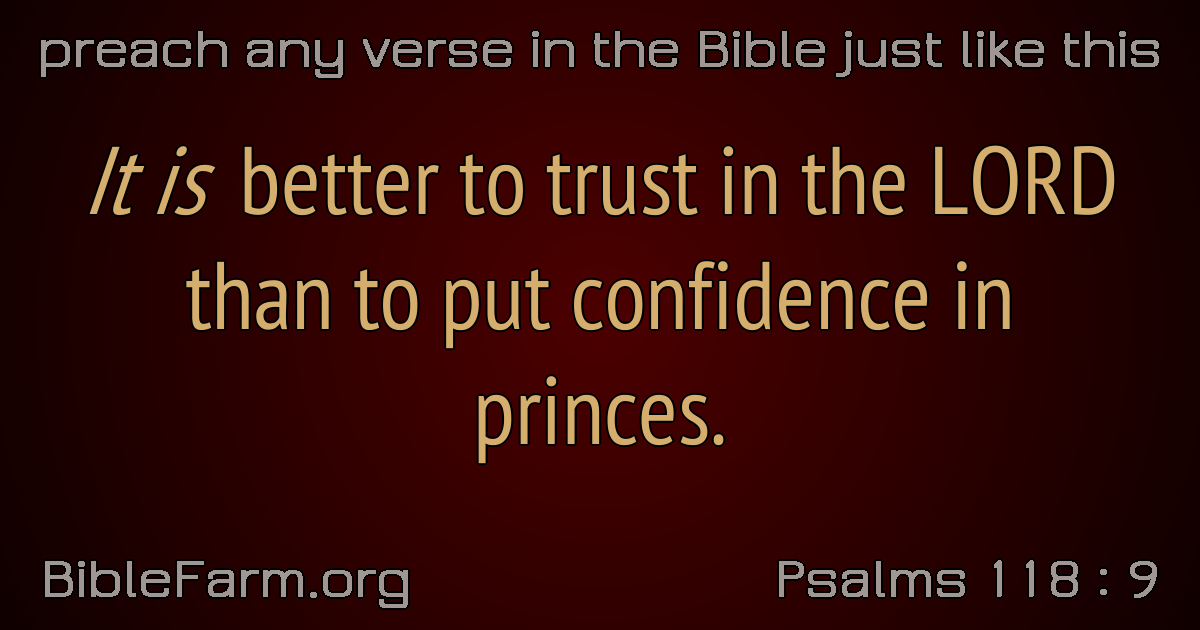 preach any verse in the Bible just like this
It is better to trust in the LORD
than to put confidence in
princes.
BibleFarm.org
Psalms 118 : 9